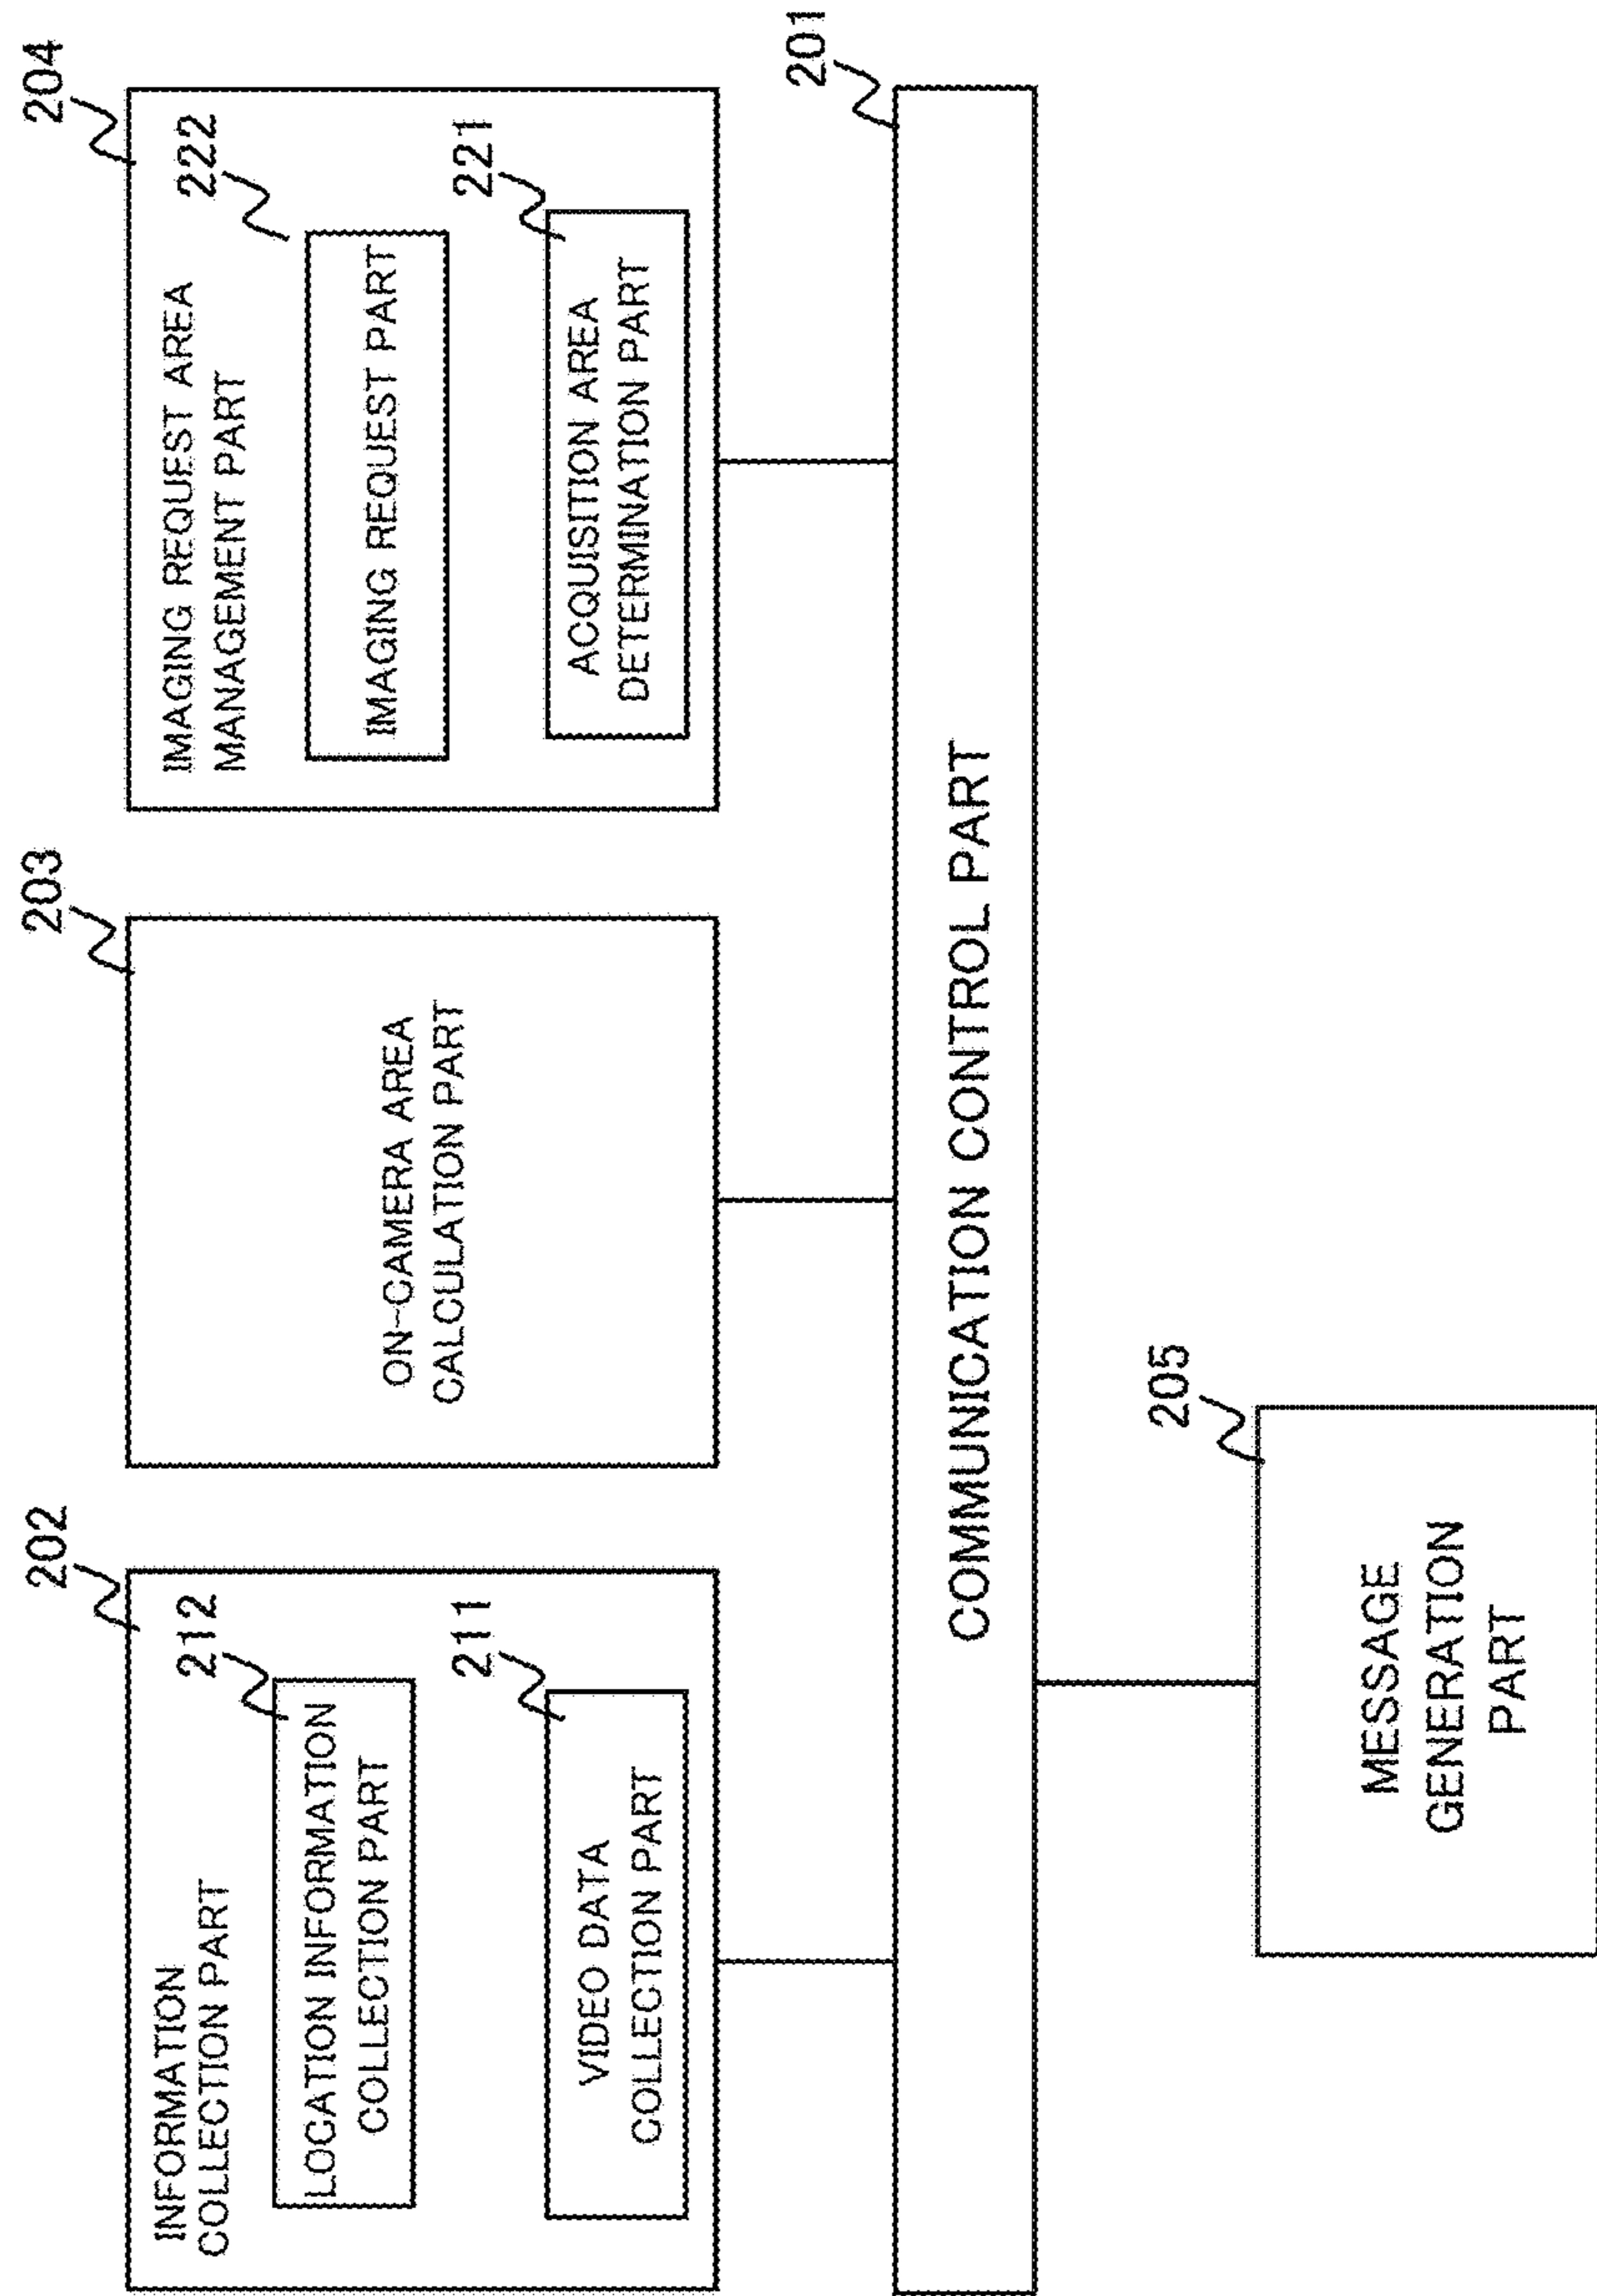 202
INFORMATION
COLLECTION PART
212
LOCATION INFORMATION
COLLECTION PART
211
VIDEO DATA
COLLECTION PART
203
ON-CAMERA AREA
CALCULATION PART
204
IMAGING REQUEST AREA
MANAGEMENT PART
222
IMAGING REQUEST PART
221
ACQUISITION AREA
DETERMINATION PART
201
COMMUNICATION CONTROL PART
205
MESSAGE
GENERATION
PART